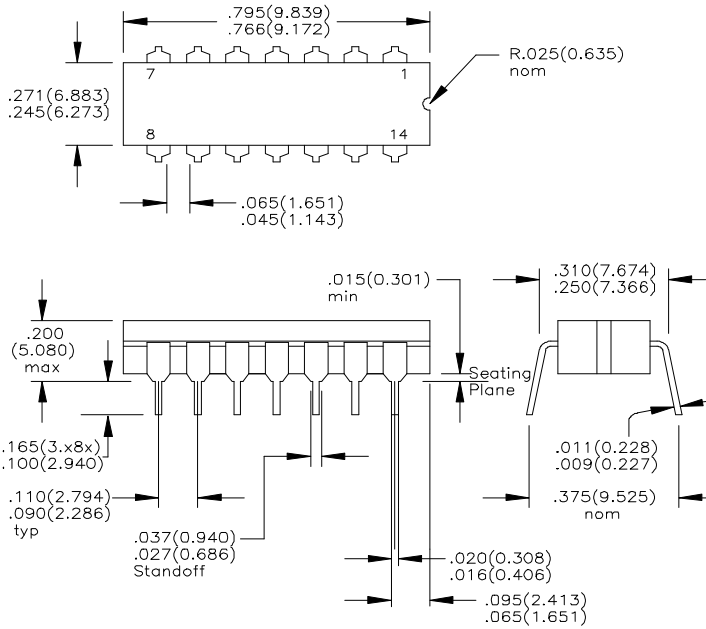 .795(9.839)
.766(9.172)
R.025(0.635)
nom
7
1
.271(6.883)
.245(6.273)
8
14
.065(1.651)
.045(1.143)
.015(0.301)
min
.310(7.674)
.250(7.366)
.200
(5.080)
max
Seating
Plane
.165(3.x8x)
.100(2.940)
.011(0.228)
.009(0.227)
.110(2.794)
.090(2.286)
typ
.375(9.525)
nom
.037(0.940)
.027(0.686)
Standoff
.020(0.308)
.016(0.406)
.095(2.413)
.065(1.651)